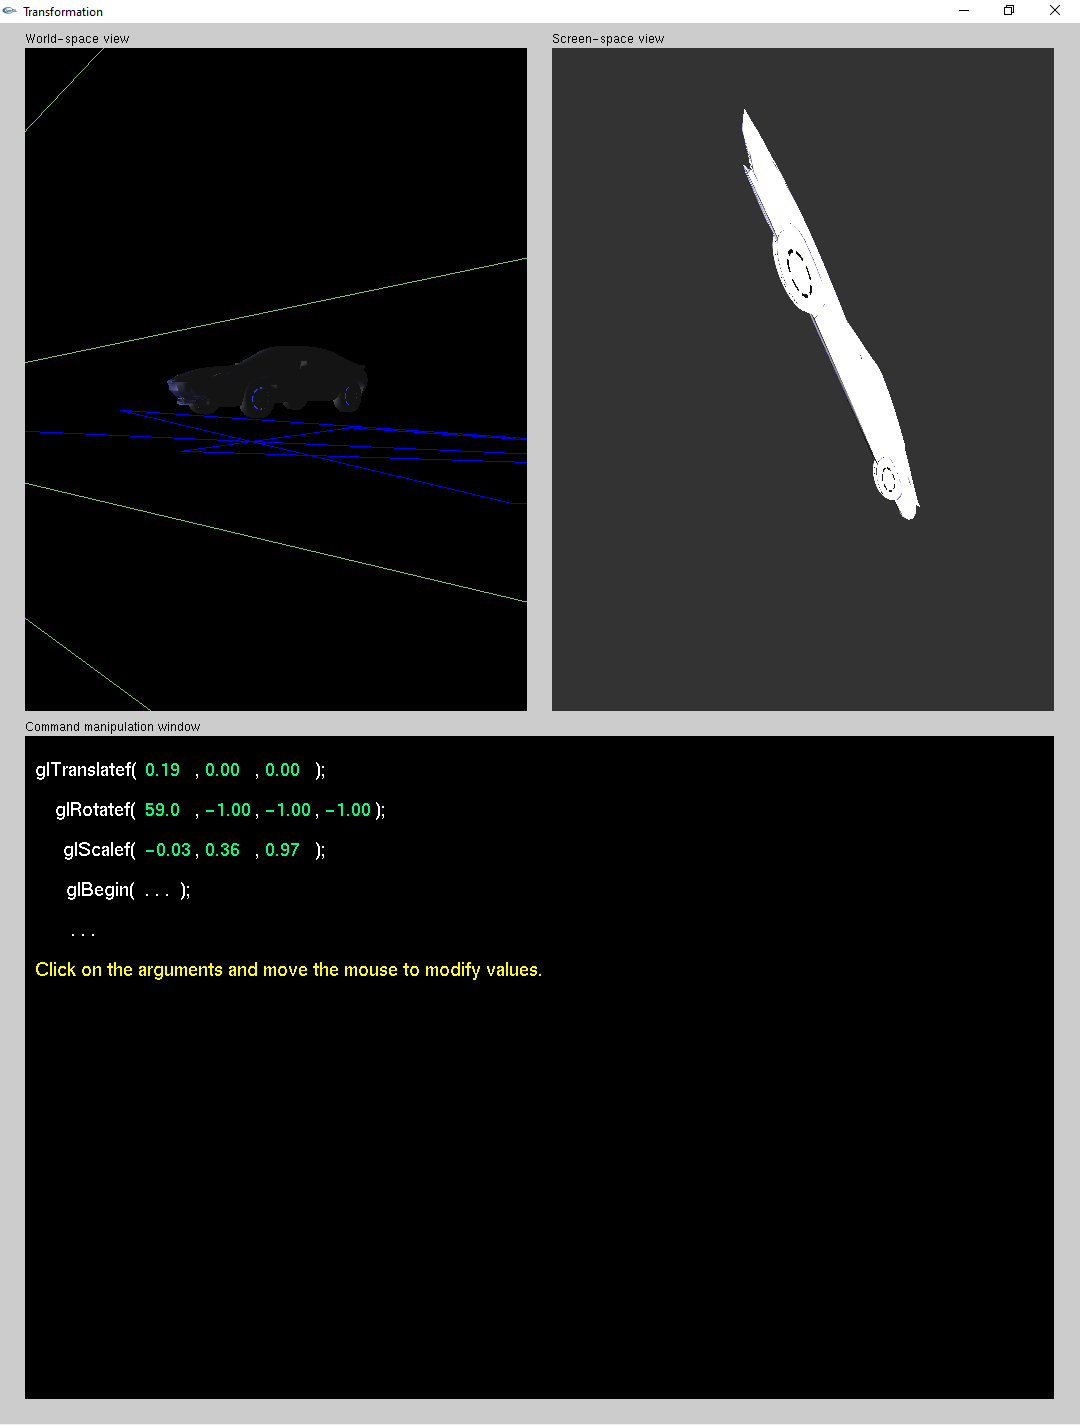 Transformation
World-space view
Screen-space view
Command manipulation window
glTranslatef( 0.19 , 0.00 , 0.00 );
glRotatef( 59.0 , -1.00 , -1.00 , -1.00 );
glScalef( -0.03 , 0.36 , 0.97 );
glBegin( . . . );
. . .
Click on the arguments and move the mouse to modify values.